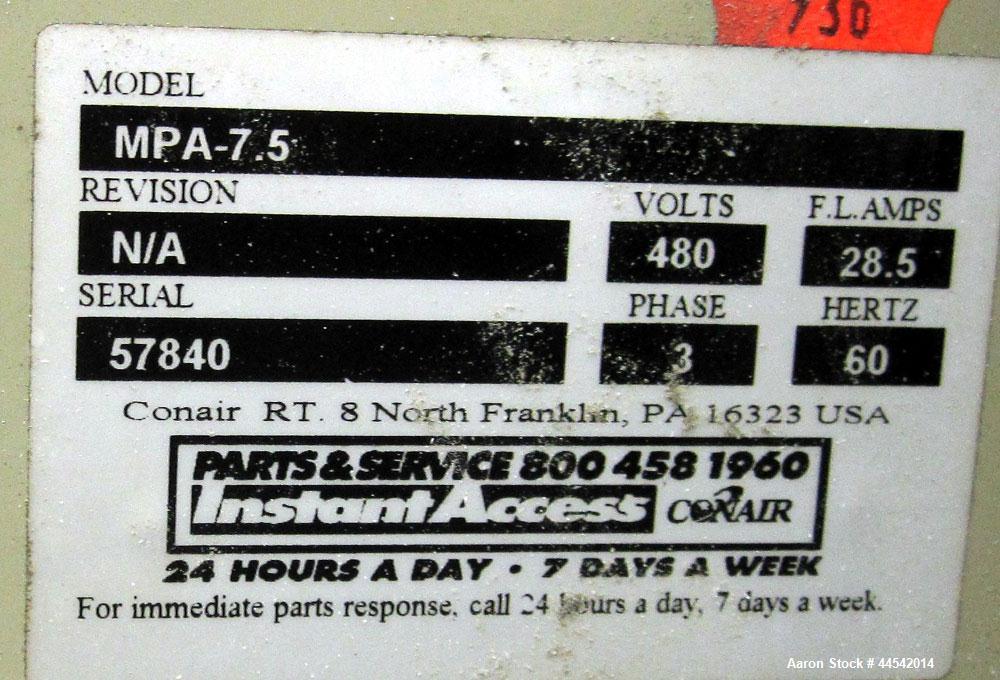 730
MODEL
MPA-7.5
REVISION
N/A
VOLTS
480
F.L.AMPS
28.5
SERIAL
57840
PHASE
3
HERTZ
60
Conair RT. 8 North Franklin, PA 16323 USA
PARTS & SERVICE 800 458 1960
Instant Access CONAIR
24 HOURS A DAY • 7 DAYS A WEEK
For immediate parts response, call 24 hours a day, 7 days a week.
Aaron Stock # 44542014